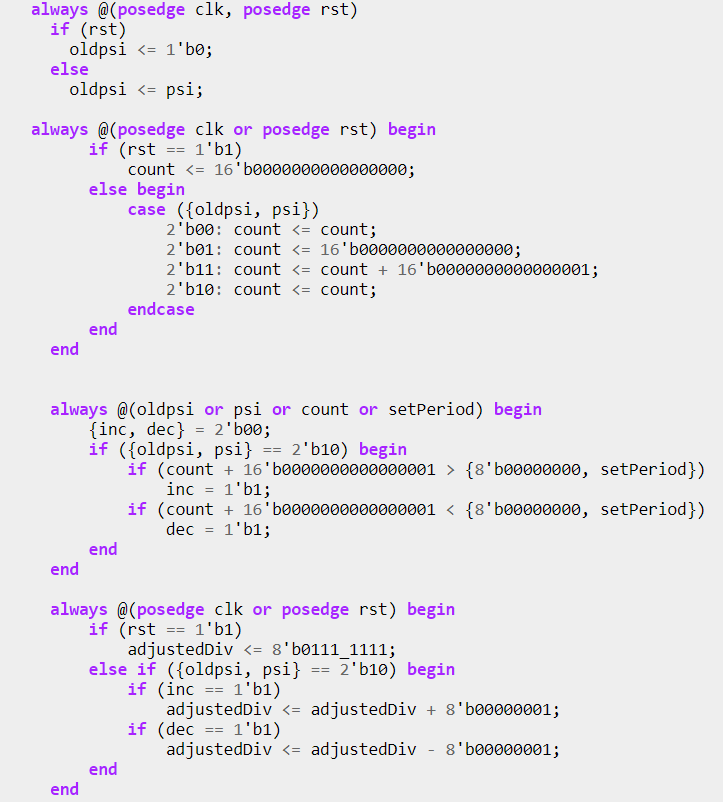 always @(posedge clk, posedge rst)
if (rst)
oldpsi <= 1'b0;
else
oldpsi <= psi;
always @(posedge clk or posedge rst) begin
if (rst == 1'b1)
count <= 16'b0000000000000000;
else begin
case ({oldpsi, psi})
2'b00: count <= count;
2'b01: count <= 16'b0000000000000000;
2'b11: count <= count + 16'b0000000000000001;
2'b10: count <= count;
endcase
end
end
always @(oldpsi or psi or count or setPeriod) begin
{inc, dec} = 2'b00;
if ({oldpsi, psi} == 2'b10) begin
if (count + 16'b0000000000000001 > {8'b00000000, setPeriod})
inc = 1'b1;
if (count + 16'b0000000000000001 < {8'b00000000, setPeriod})
dec = 1'b1;
end
end
always @(posedge clk or posedge rst) begin
if (rst == 1'b1)
adjustedDiv <= 8'b0111_1111;
else if ({oldpsi, psi} == 2'b10) begin
if (inc == 1'b1)
adjustedDiv <= adjustedDiv + 8'b00000001;
if (dec == 1'b1)
adjustedDiv <= adjustedDiv - 8'b00000001;
end
end